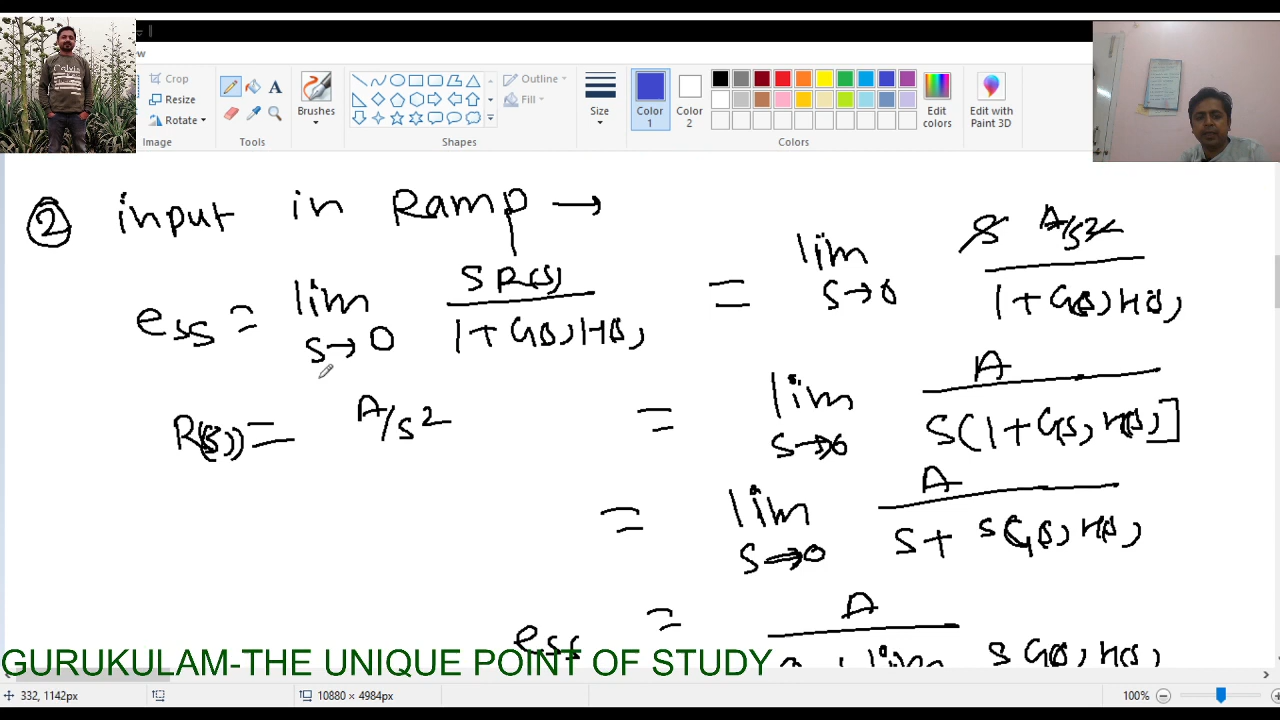 Crop
Resize
Rotate
Image
Tools
Brushes
Outline
Fill
Shapes
Size
Color 1
Color 2
Edit colors
Edit with Paint 3D
Colors
② input in Ramp →
ess = lim s→0 SR(s) / 1 + G(s)H(s) = lim s→0 S A/s² / 1 + G(s)H(s)
R(s) = A/s²
= lim s→0 A / S(1 + G(s)H(s)]
= lim s→0 A / S + SG(s)H(s)
ess = A / lim SG(s)H(s)
GURUKULAM-THE UNIQUE POINT OF STUDY
332, 1142px
10880 × 4984px
100%